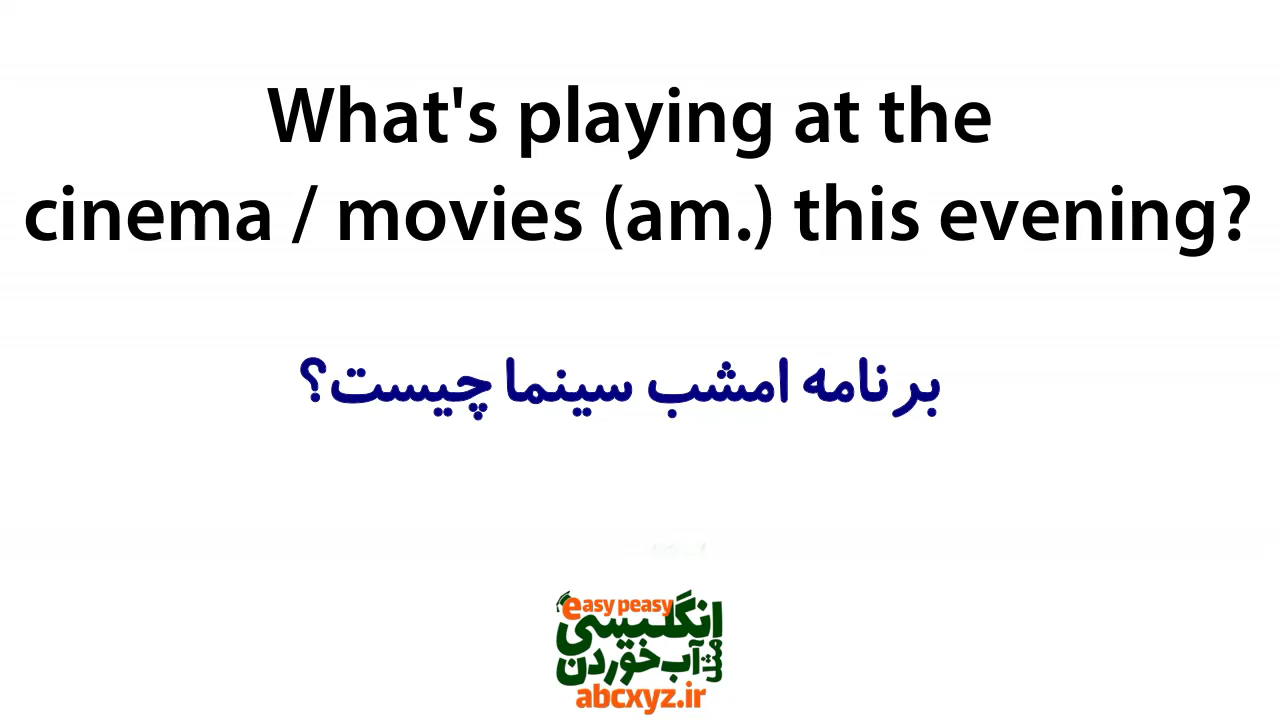 What's playing at the
cinema / movies (am.) this evening?
برنامه امشب سینما چیست؟
easy peasy
انگلیسی
مثل آب خوردن
abcxyz.ir